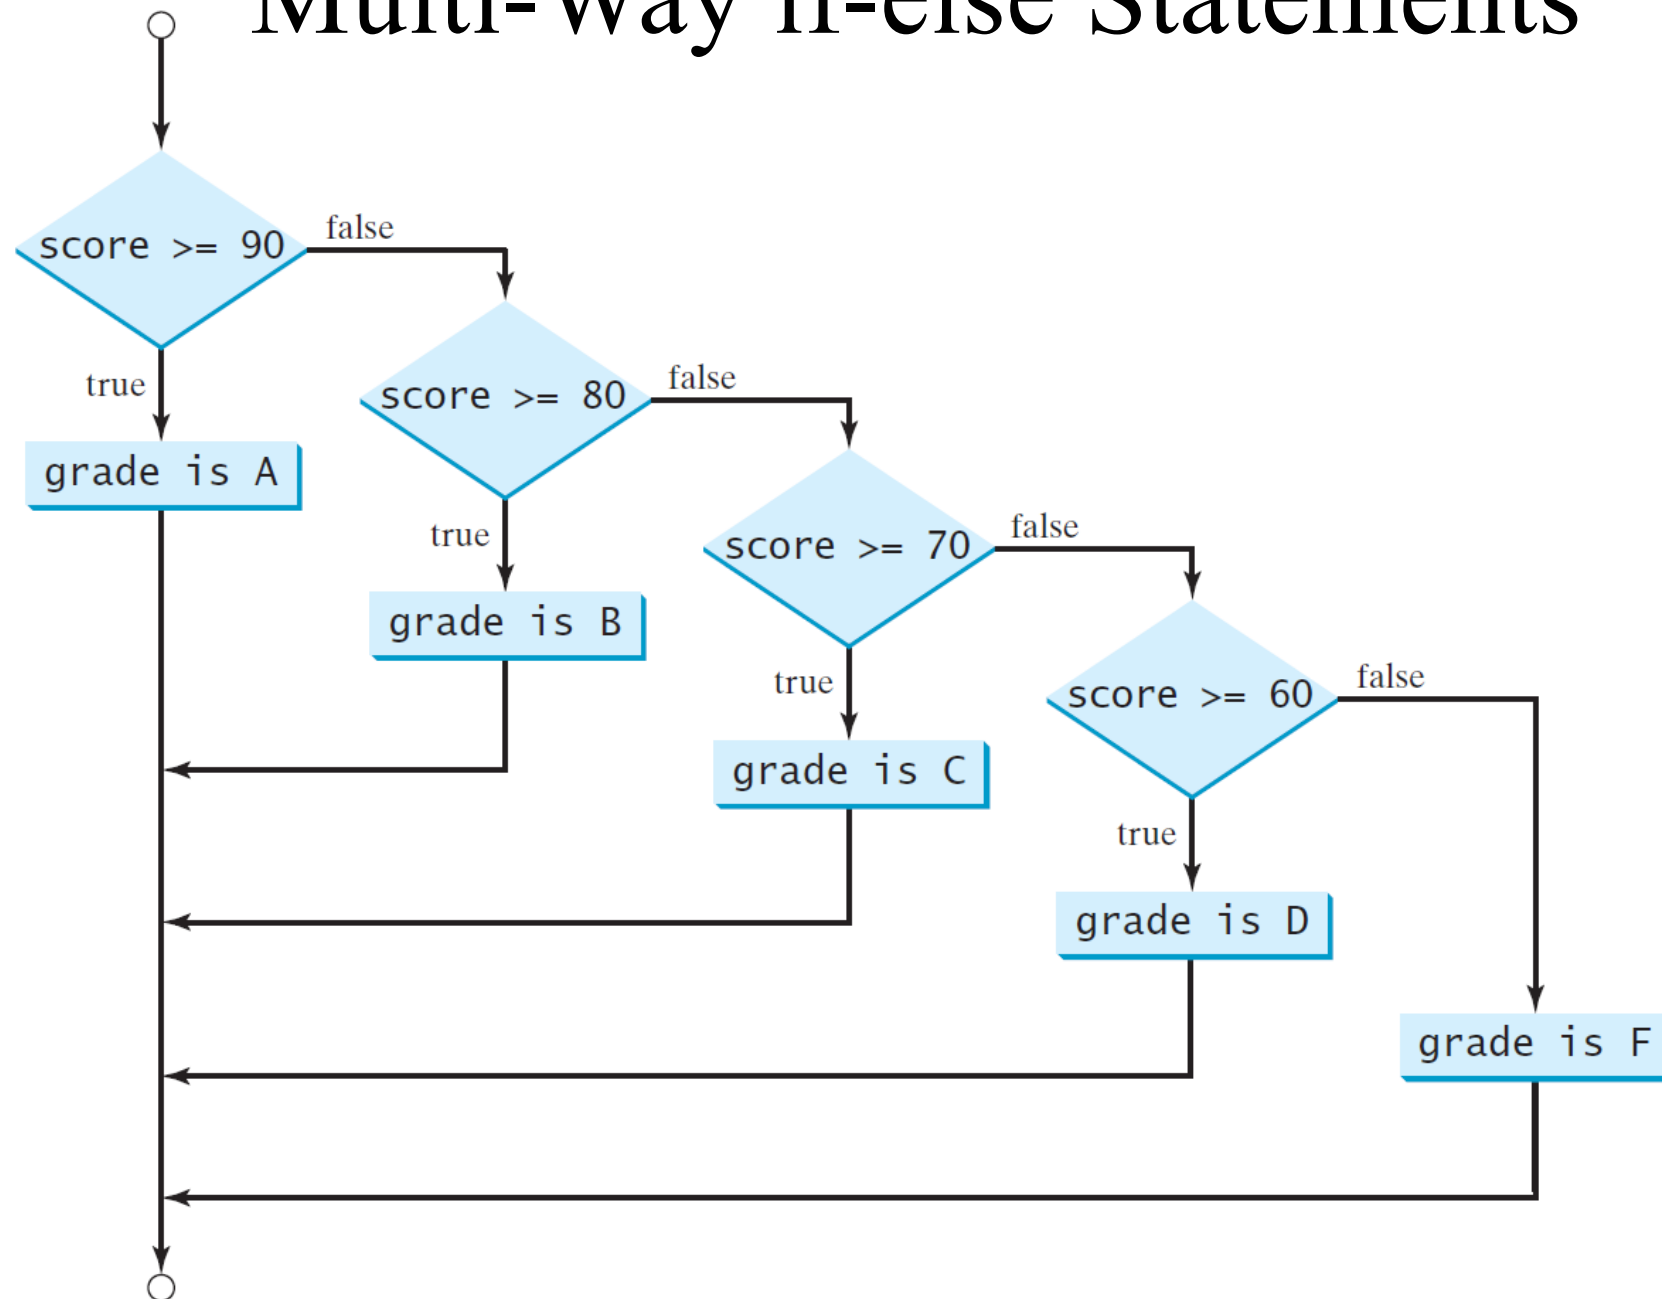 Multi-Way if-else Statements
score >= 90
false
true
grade is A
score >= 80
false
true
grade is B
score >= 70
false
true
grade is C
score >= 60
false
true
grade is D
grade is F